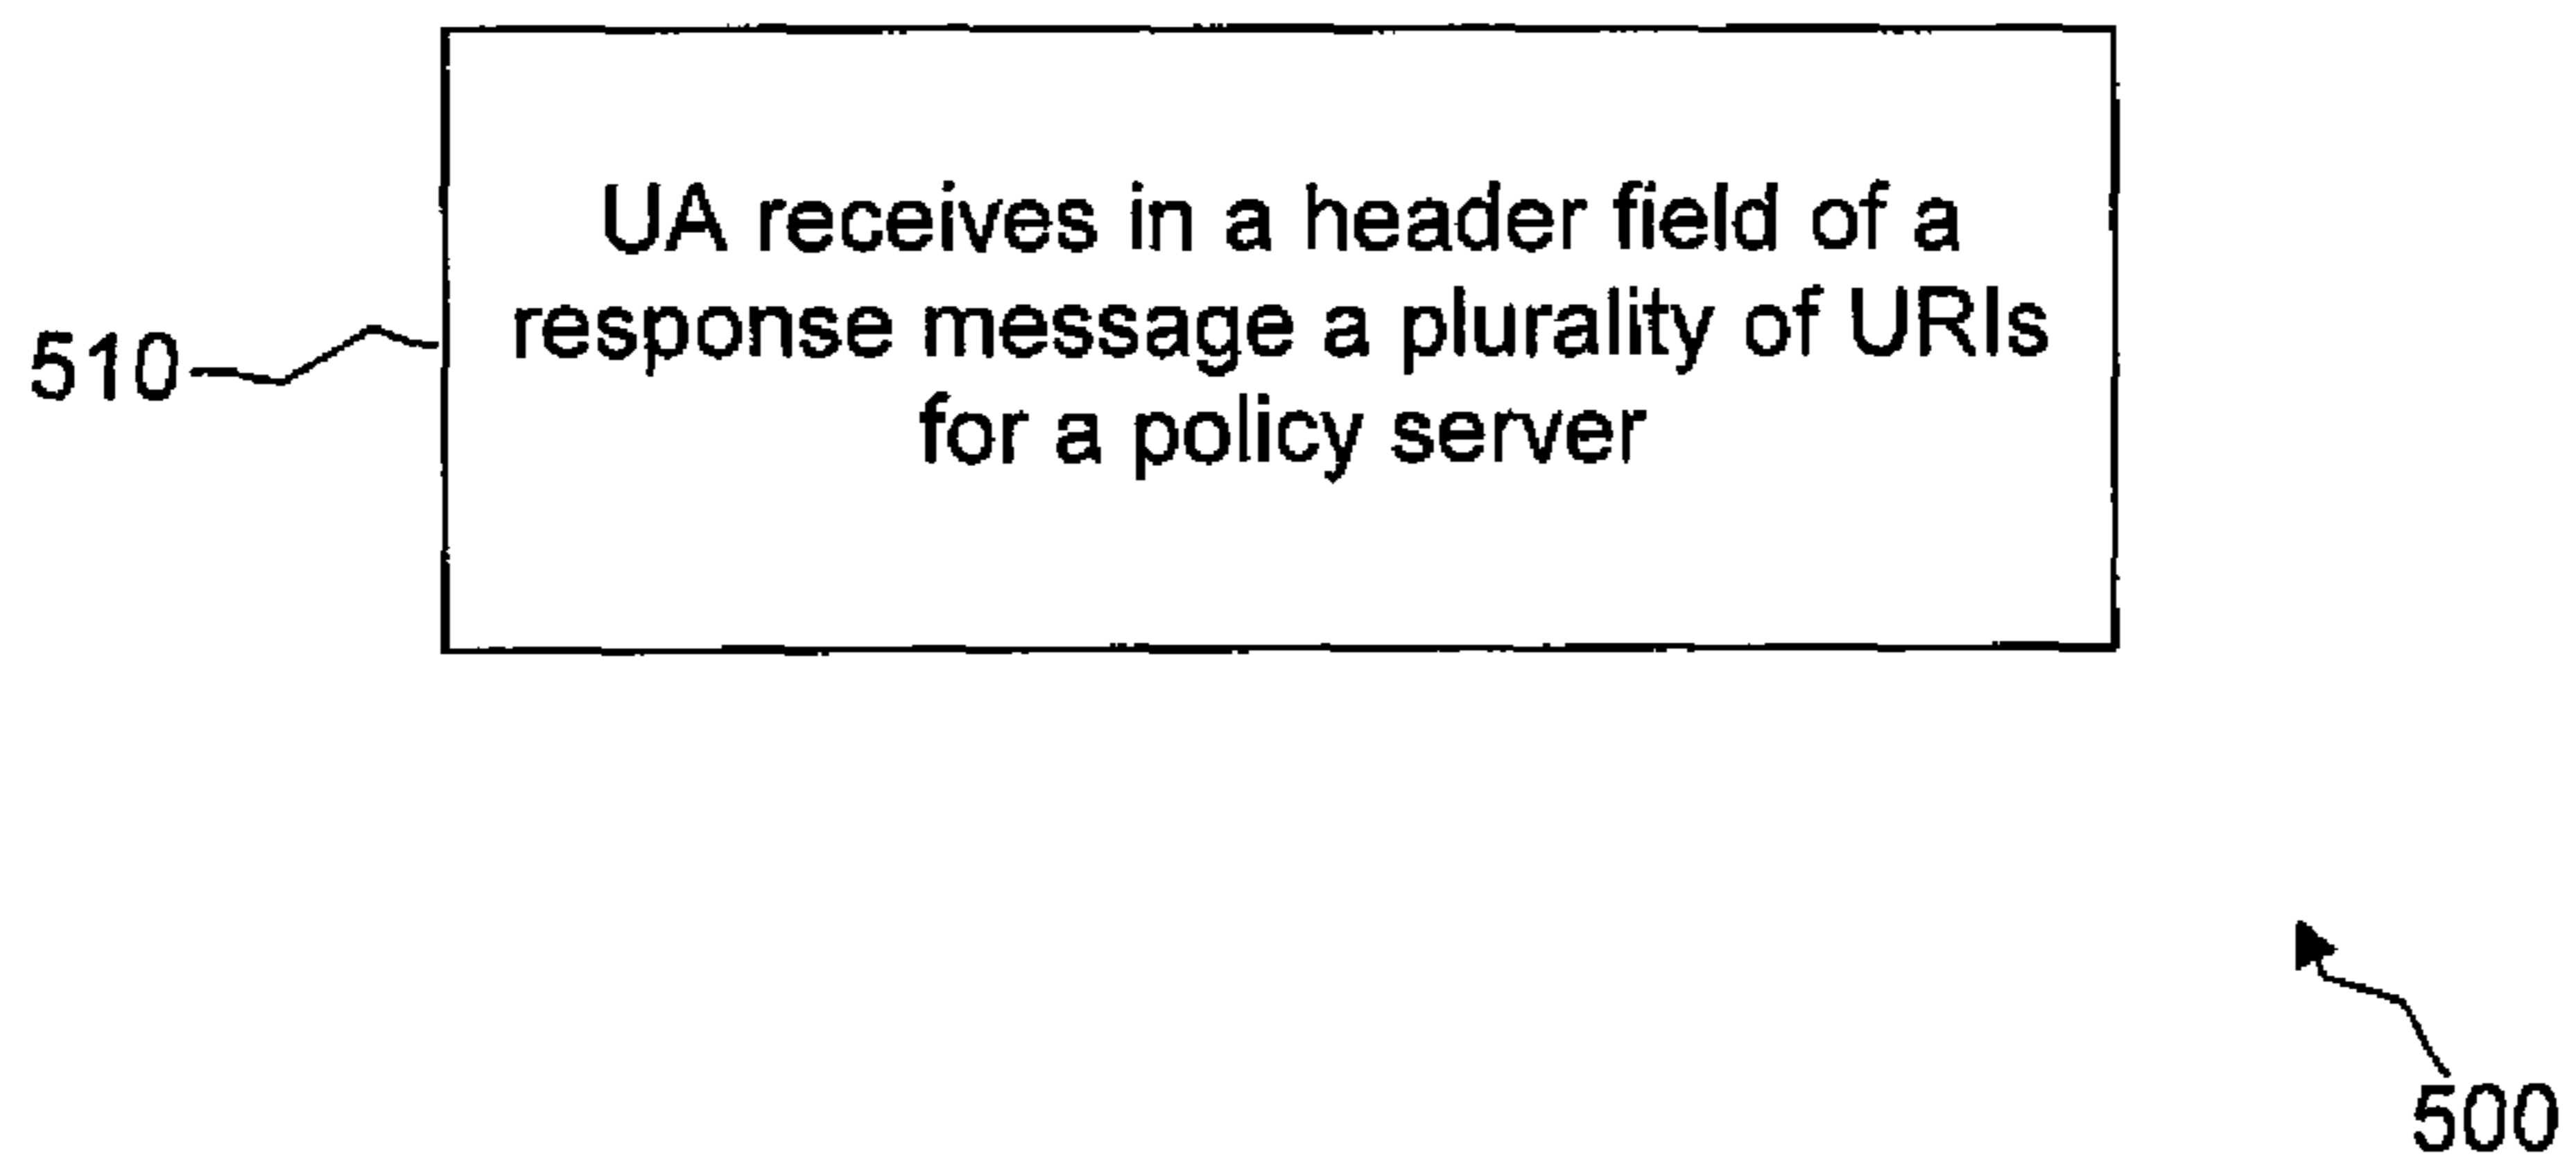 UA receives in a header field of a
response message a plurality of URIs
for a policy server
510
500